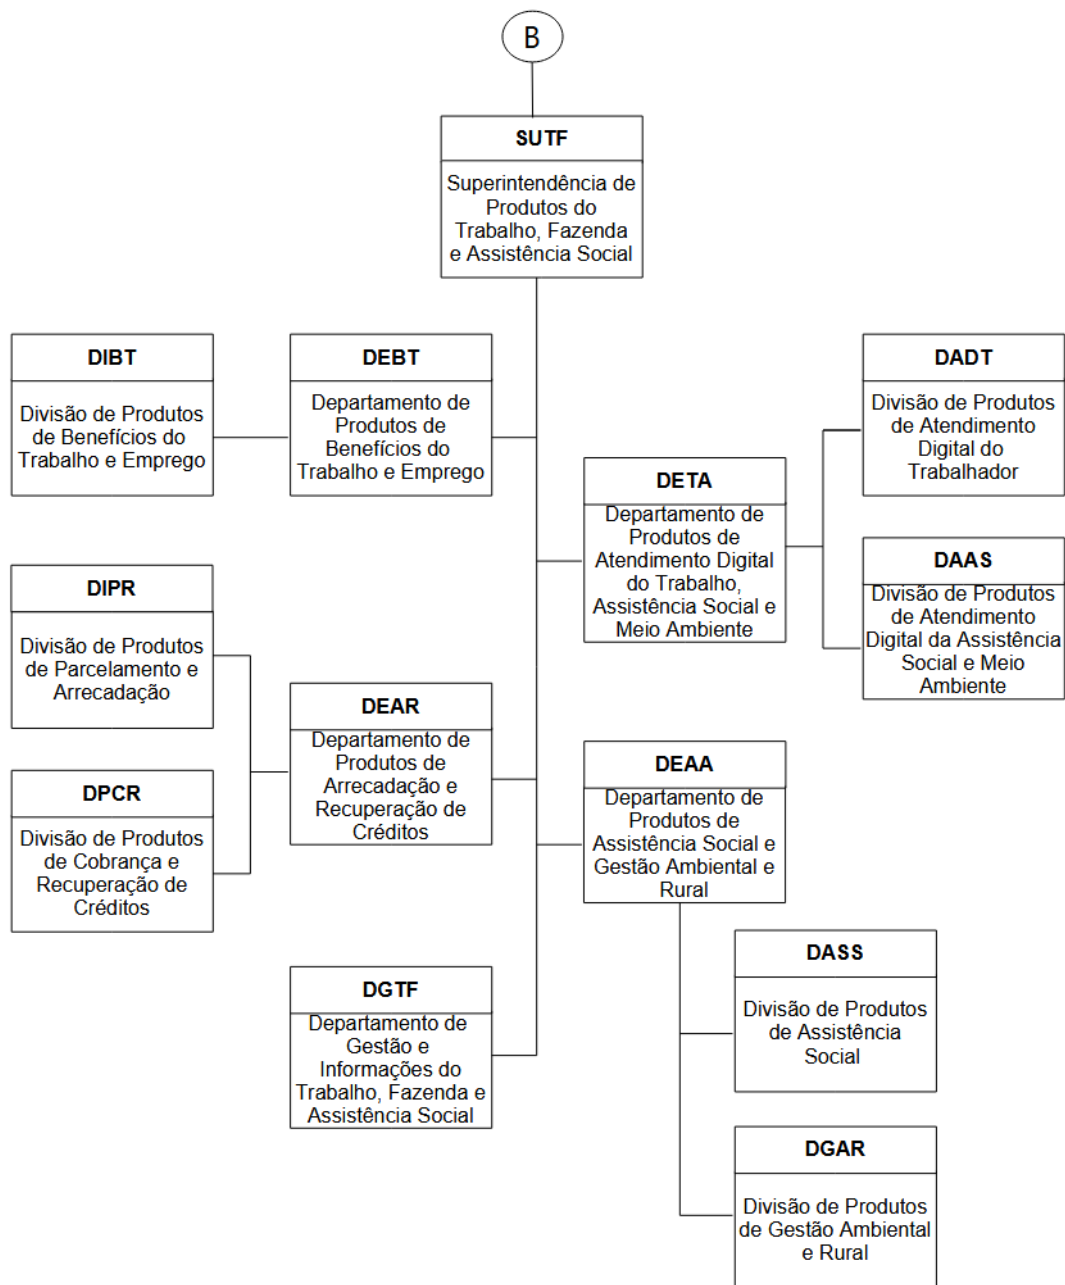 B
SUTF
Superintendência de
Produtos do
Trabalho, Fazenda
e Assistência Social
DIBT
Divisão de Produtos
de Benefícios do
Trabalho e Emprego
DEBT
Departamento de
Produtos de
Benefícios do
Trabalho e Emprego
DADT
Divisão de Produtos
de Atendimento
Digital do
Trabalhador
DETA
Departamento de
Produtos de
Atendimento Digital
do Trabalho,
Assistência Social e
Meio Ambiente
DAAS
Divisão de Produtos
de Atendimento
Digital da Assistência
Social e Meio
Ambiente
DIPR
Divisão de Produtos
de Parcelamento e
Arrecadação
DEAR
Departamento de
Produtos de
Arrecadação e
Recuperação de
Créditos
DPCR
Divisão de Produtos
de Cobrança e
Recuperação de
Créditos
DEAA
Departamento de
Produtos de
Assistência Social e
Gestão Ambiental e
Rural
DGTF
Departamento de
Gestão e
Informações do
Trabalho, Fazenda e
Assistência Social
DASS
Divisão de Produtos
de Assistência
Social
DGAR
Divisão de Produtos
de Gestão Ambiental
e Rural